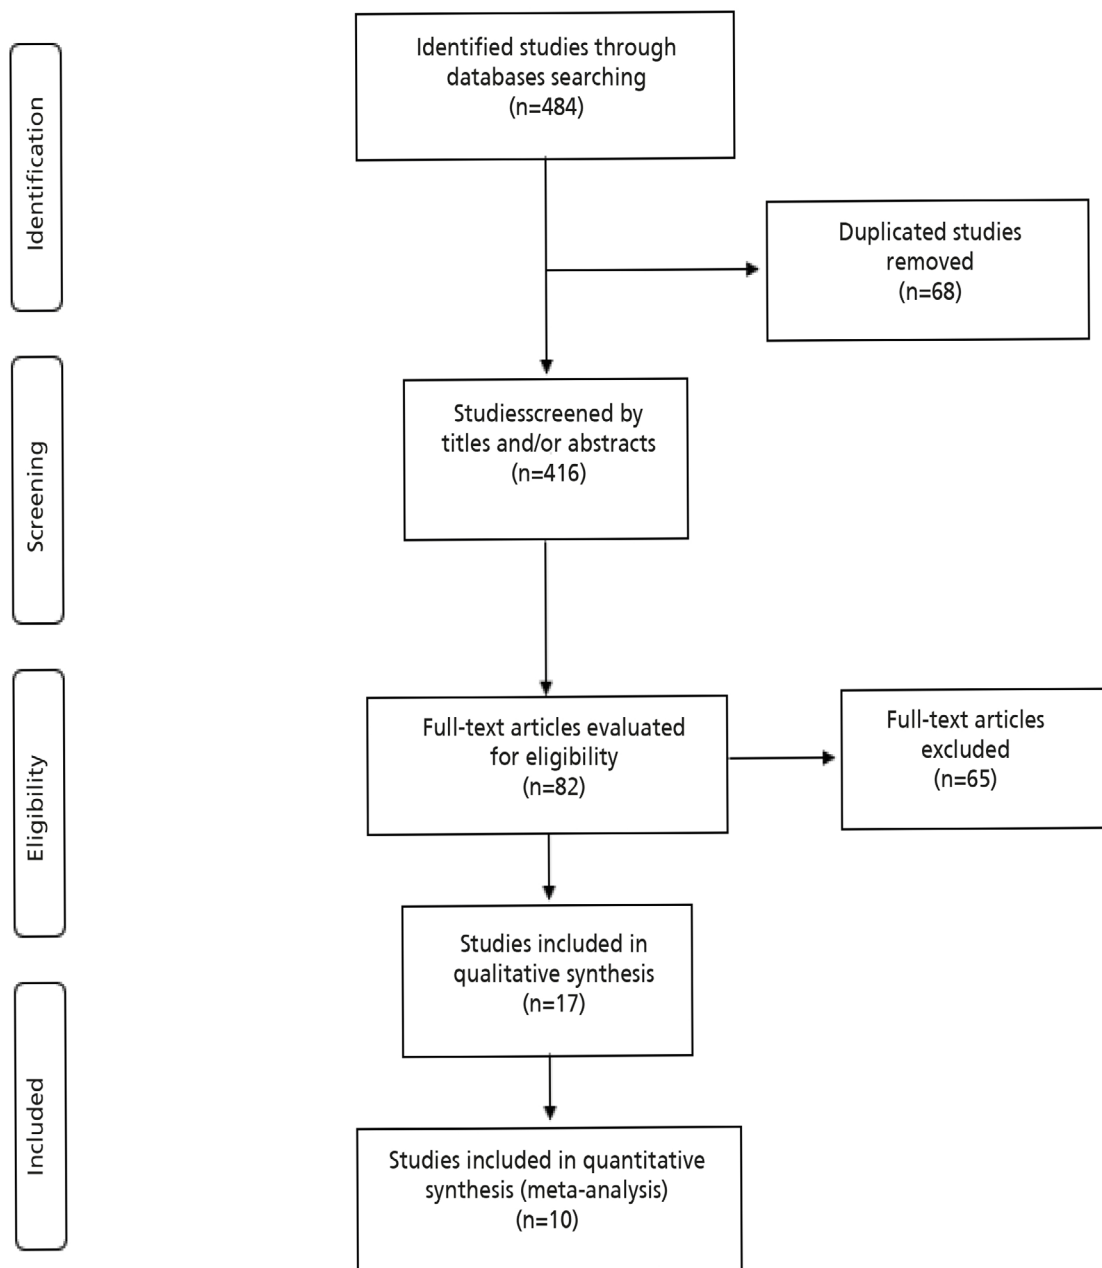 Identification
Identified studies through
databases searching
(n=484)
Duplicated studies
removed
(n=68)
Screening
Studiesscreened by
titles and/or abstracts
(n=416)
Eligibility
Full-text articles evaluated
for eligibility
(n=82)
Full-text articles
excluded
(n=65)
Studies included in
qualitative synthesis
(n=17)
Included
Studies included in quantitative
synthesis (meta-analysis)
(n=10)